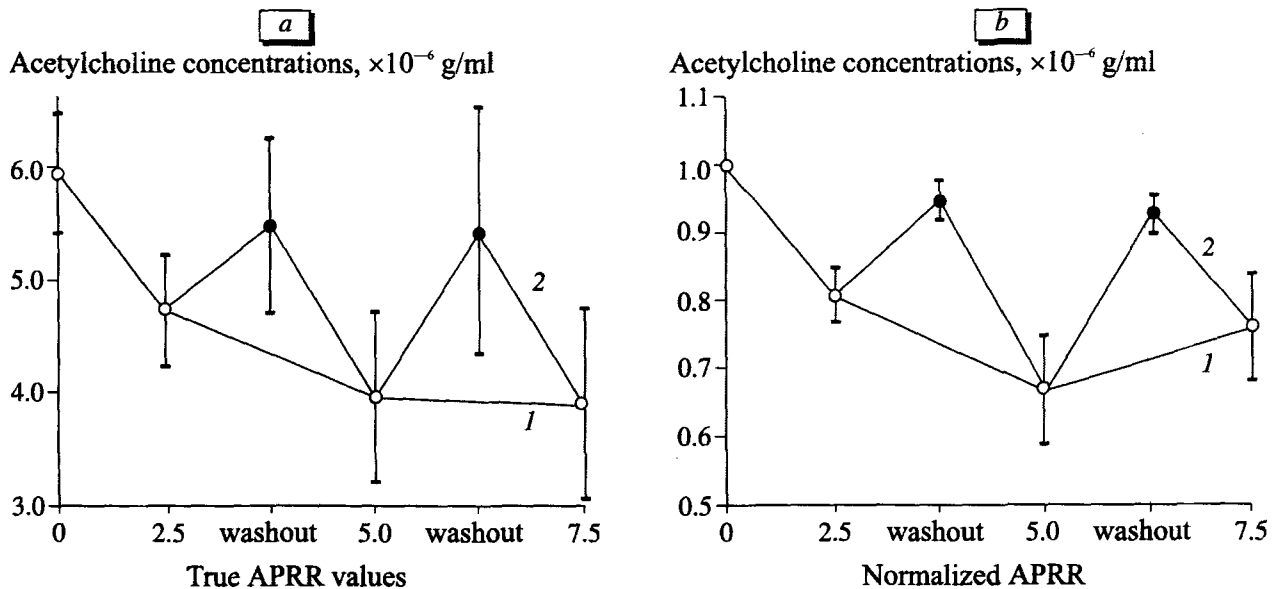 a
Acetylcholine concentrations, ×10⁻⁶ g/ml
6.0
5.0
4.0
3.0
2
1
0 2.5 washout 5.0 washout 7.5
True APRR values
b
Acetylcholine concentrations, ×10⁻⁶ g/ml
1.1
1.0
0.9
0.8
0.7
0.6
0.5
2
1
0 2.5 washout 5.0 washout 7.5
Normalized APRR